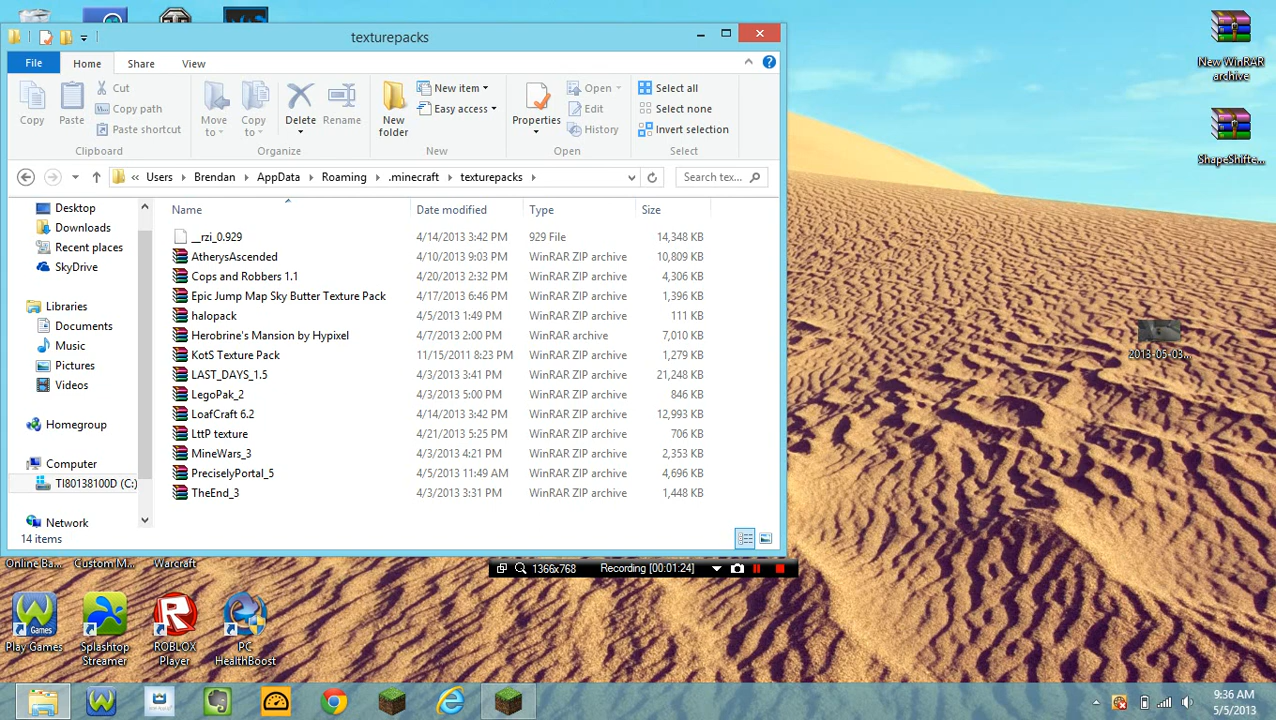 texturepacks
File Home Share View
Copy
Paste
Cut
Copy path
Paste shortcut
Clipboard
Move to
Copy to
Delete
Rename
Organize
New folder
New item
Easy access
New
Properties
Open
Edit
History
Open
Select all
Select none
Invert selection
Select
Users Brendan AppData Roaming .minecraft texturepacks
Search tex...
Desktop
Downloads
Recent places
SkyDrive
Libraries
Documents
Music
Pictures
Videos
Homegroup
Computer
TI80138100D (C:)
Network
Name Date modified Type Size
__rzi_0.929 4/14/2013 3:42 PM 929 File 14,348 KB
AtherysAscended 4/10/2013 9:03 PM WinRAR ZIP archive 10,809 KB
Cops and Robbers 1.1 4/20/2013 2:32 PM WinRAR ZIP archive 4,306 KB
Epic Jump Map Sky Butter Texture Pack 4/17/2013 6:46 PM WinRAR ZIP archive 1,396 KB
halopack 4/5/2013 1:49 PM WinRAR ZIP archive 111 KB
Herobrine's Mansion by Hypixel 4/7/2013 2:00 PM WinRAR archive 7,010 KB
KotS Texture Pack 11/15/2011 8:23 PM WinRAR ZIP archive 1,279 KB
LAST_DAYS_1.5 4/3/2013 3:41 PM WinRAR ZIP archive 21,248 KB
LegoPak_2 4/3/2013 5:00 PM WinRAR ZIP archive 846 KB
LoafCraft 6.2 4/14/2013 3:42 PM WinRAR ZIP archive 12,993 KB
LttP texture 4/21/2013 5:25 PM WinRAR ZIP archive 706 KB
MineWars_3 4/3/2013 4:21 PM WinRAR ZIP archive 2,353 KB
PreciselyPortal_5 4/5/2013 11:49 AM WinRAR ZIP archive 4,696 KB
TheEnd_3 4/3/2013 3:31 PM WinRAR ZIP archive 1,448 KB
14 items
New WinRAR
archive
ShapeShifte...
2013-05-03...
1366x768 Recording [00:01:24]
Online Ba... Custom M... Warcraft
Games
Play Games
Splashtop
Streamer
ROBLOX
Player
PC
HealthBoost
9:36 AM
5/5/2013